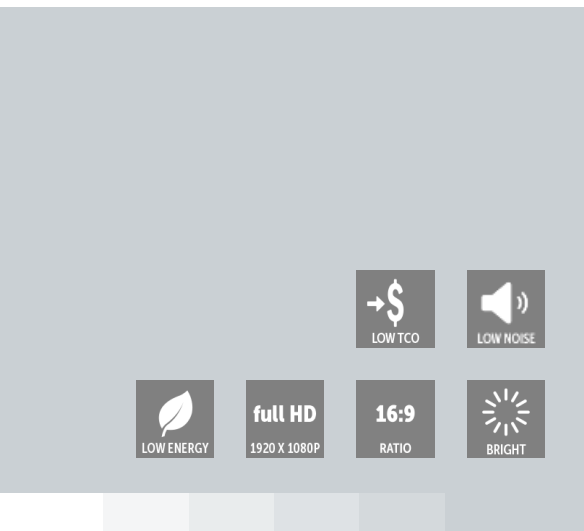 $
LOW TCO
LOW NOISE
LOW ENERGY
full HD
1920 X 1080P
16:9
RATIO
BRIGHT